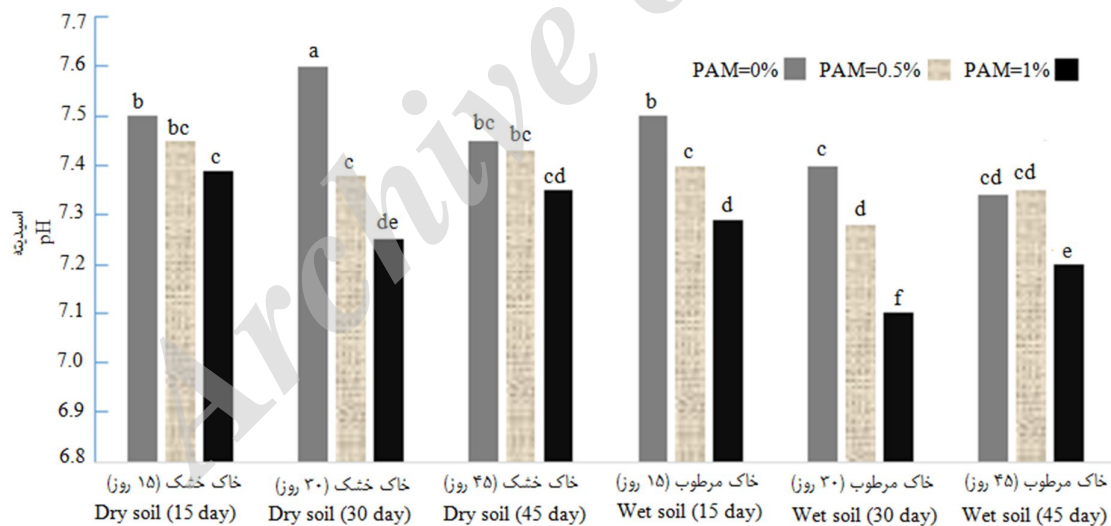 7.7
7.6
7.5
7.4
7.3
7.2
7.1
7.0
6.9
6.8
اسیدیته
pH
PAM=0% PAM=0.5% PAM=1%
b bc c
a c de
bc bc cd
b c d
c d f
cd cd e
خاک خشک (۱۵ روز) خاک خشک (۳۰ روز) خاک خشک (۴۵ روز) خاک مرطوب (۱۵ روز) خاک مرطوب (۳۰ روز) خاک مرطوب (۴۵ روز)
Dry soil (15 day) Dry soil (30 day) Dry soil (45 day) Wet soil (15 day) Wet soil (30 day) Wet soil (45 day)
Archive